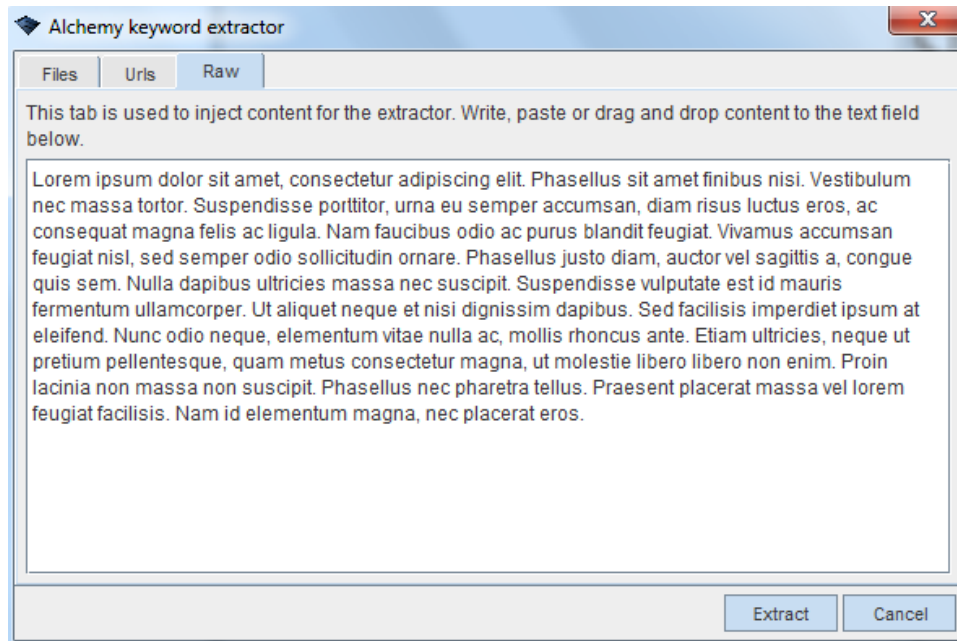 Alchemy keyword extractor
X
Files Urls Raw
This tab is used to inject content for the extractor. Write, paste or drag and drop content to the text field
below.
Lorem ipsum dolor sit amet, consectetur adipiscing elit. Phasellus sit amet finibus nisi. Vestibulum
nec massa tortor. Suspendisse porttitor, urna eu semper accumsan, diam risus luctus eros, ac
consequat magna felis ac ligula. Nam faucibus odio ac purus blandit feugiat. Vivamus accumsan
feugiat nisl, sed semper odio sollicitudin ornare. Phasellus justo diam, auctor vel sagittis a, congue
quis sem. Nulla dapibus ultricies massa nec suscipit. Suspendisse vulputate est id mauris
fermentum ullamcorper. Ut aliquet neque et nisi dignissim dapibus. Sed facilisis imperdiet ipsum at
eleifend. Nunc odio neque, elementum vitae nulla ac, mollis rhoncus ante. Etiam ultricies, neque ut
pretium pellentesque, quam metus consectetur magna, ut molestie libero libero non enim. Proin
lacinia non massa non suscipit. Phasellus nec pharetra tellus. Praesent placerat massa vel lorem
feugiat facilisis. Nam id elementum magna, nec placerat eros.
Extract Cancel